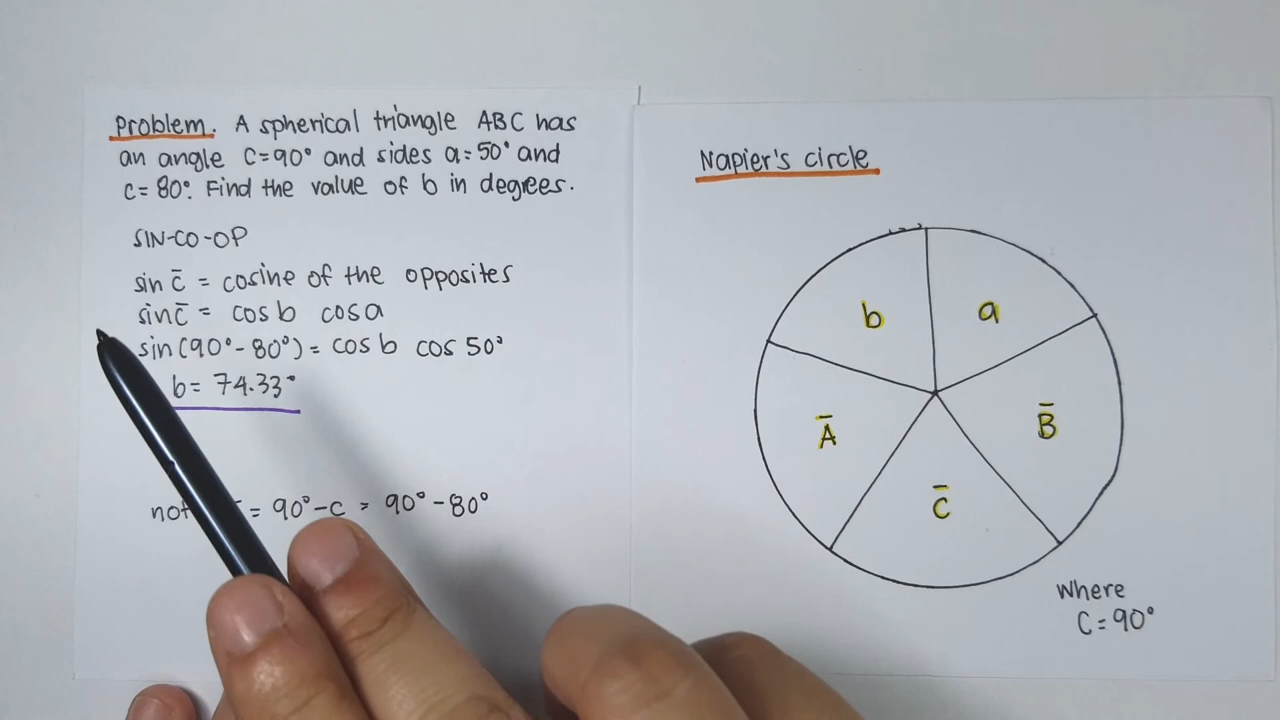 Problem. A spherical triangle ABC has
an angle C=90° and sides a=50° and
c=80°. Find the value of b in degrees.
SIN-CO-OP
sin c̄ = cosine of the opposites
sin c̄ = cos b cos a
sin(90°-80°) = cos b cos 50°
b = 74.33°
= 90°-c = 90°-80°
Napier's circle
b a
Ā B̄
c̄
Where
C=90°